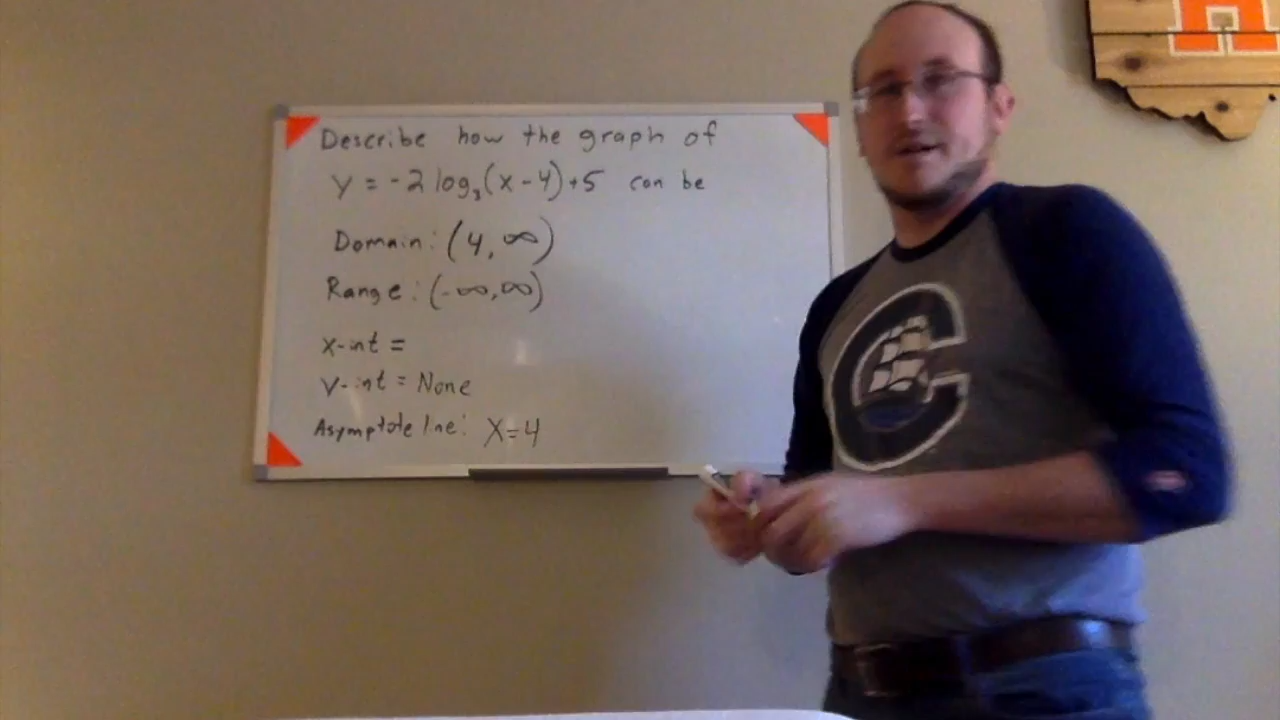 Describe how the graph of
y = -2 log₃(x-4)+5 can be
Domain: (4, ∞)
Range: (-∞, ∞)
x-int =
y-int = None
Asymptote line: x=4
C